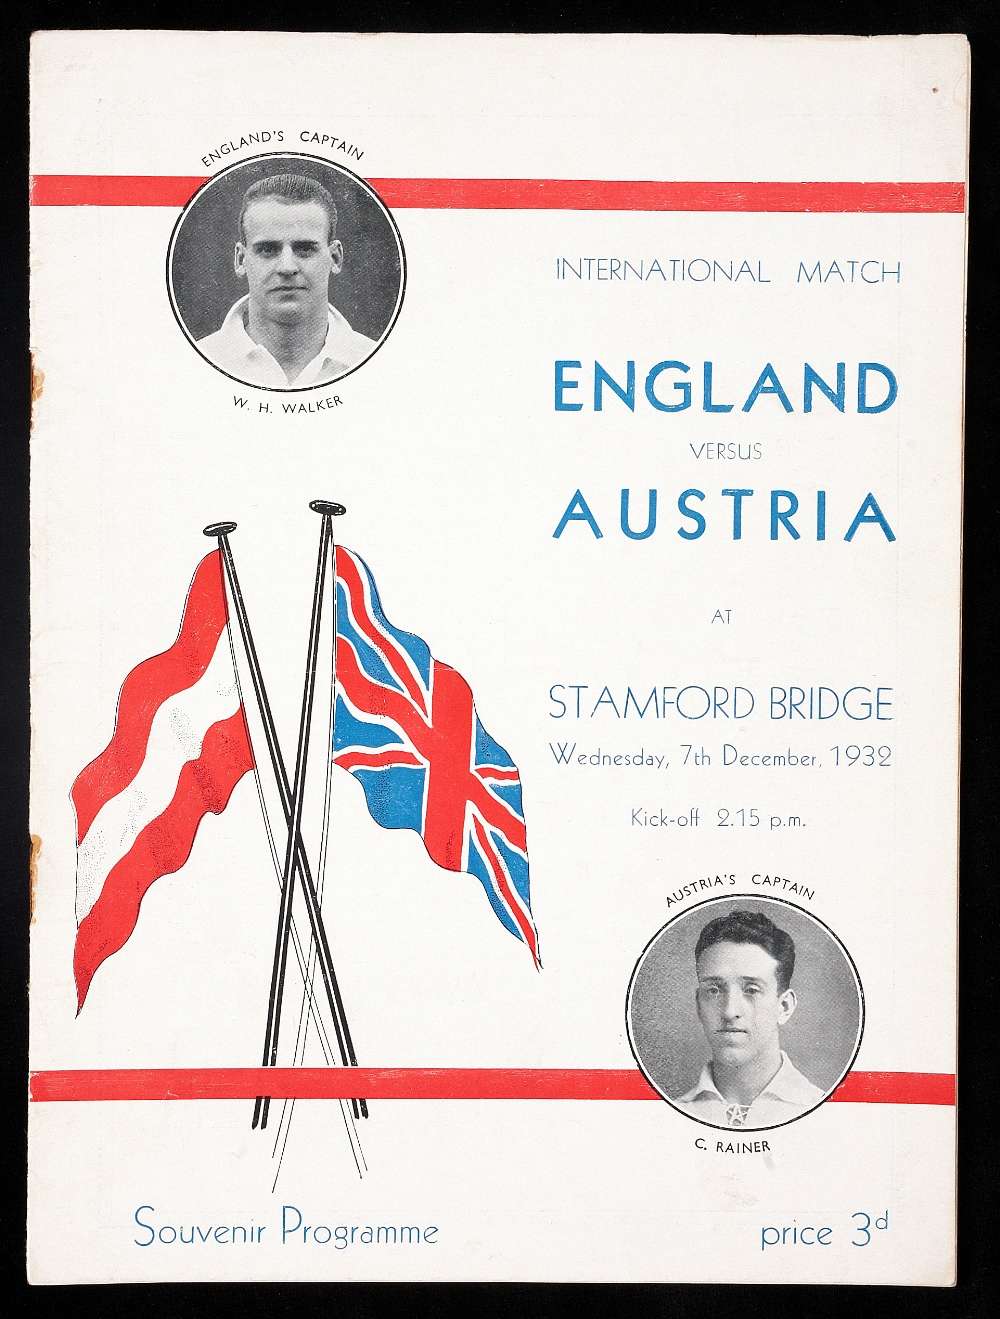 ENGLAND'S CAPTAIN
W. H. WALKER
INTERNATIONAL MATCH
ENGLAND
VERSUS
AUSTRIA
AT
STAMFORD BRIDGE
Wednesday, 7th December, 1932
Kick-off 2.15 p.m.
AUSTRIA'S CAPTAIN
C. RAINER
Souvenir Programme
price 3d